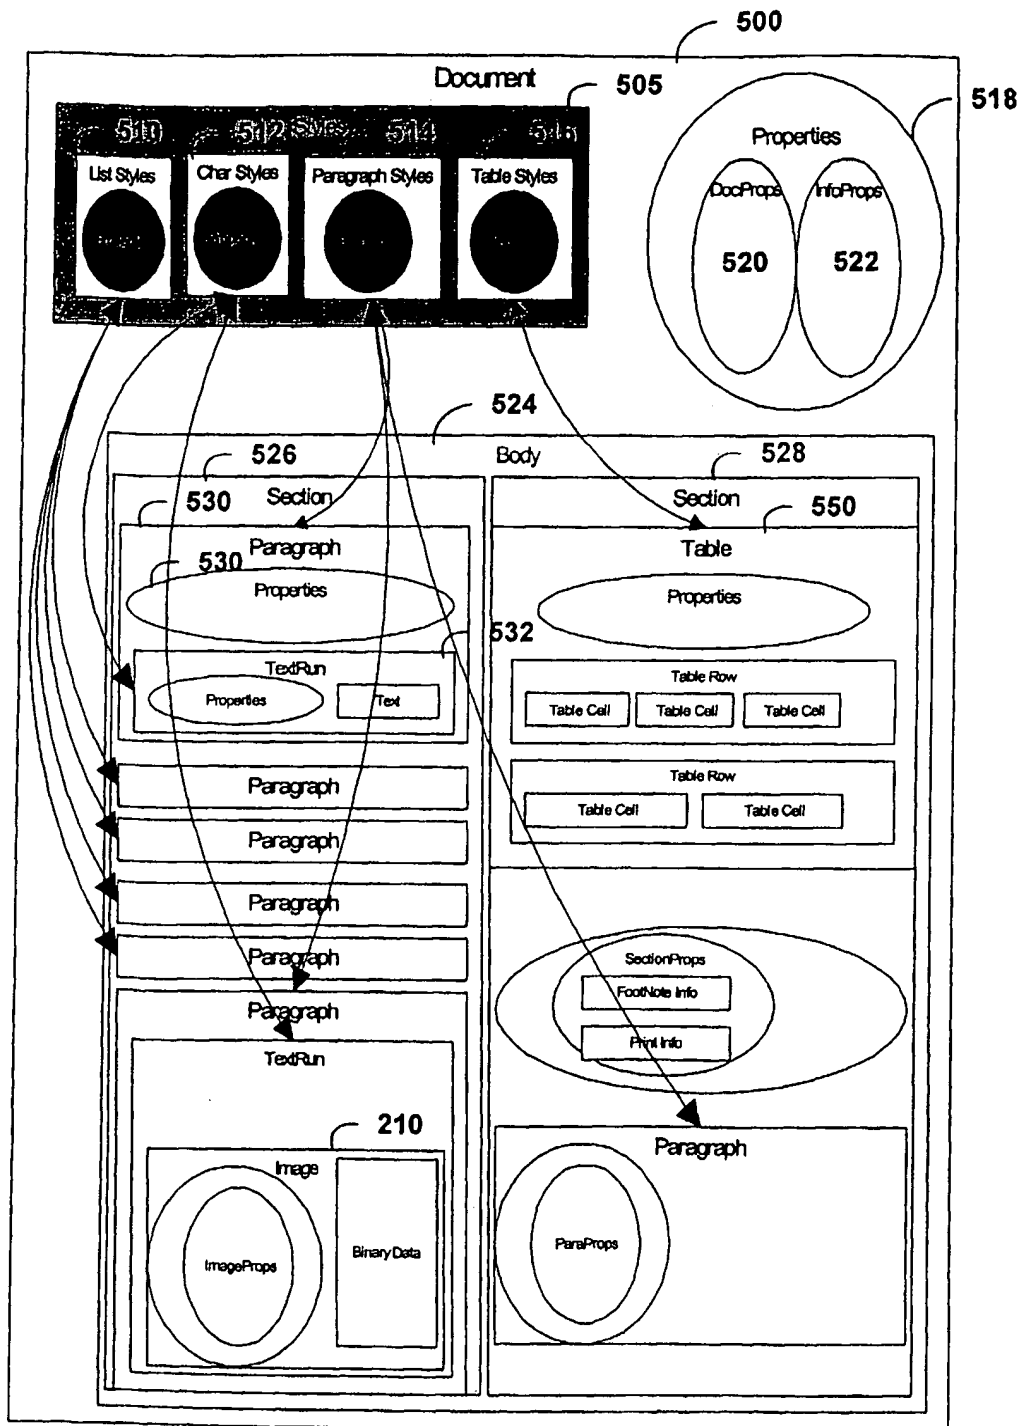 500
Document
505
518
510
512
Styles
514
516
List Styles
Char Styles
Paragraph Styles
Table Styles
Properties
DocProps
InfoProps
520
522
524
Body
526
528
Section
Section
530
550
Paragraph
Table
530
Properties
Properties
532
TextRun
Properties
Text
Table Row
Table Cell
Table Cell
Table Cell
Paragraph
Table Row
Table Cell
Table Cell
Paragraph
Paragraph
Paragraph
SectionProps
FootNote Info
Print Info
Paragraph
TextRun
210
Image
ImageProps
Binary Data
Paragraph
ParaProps